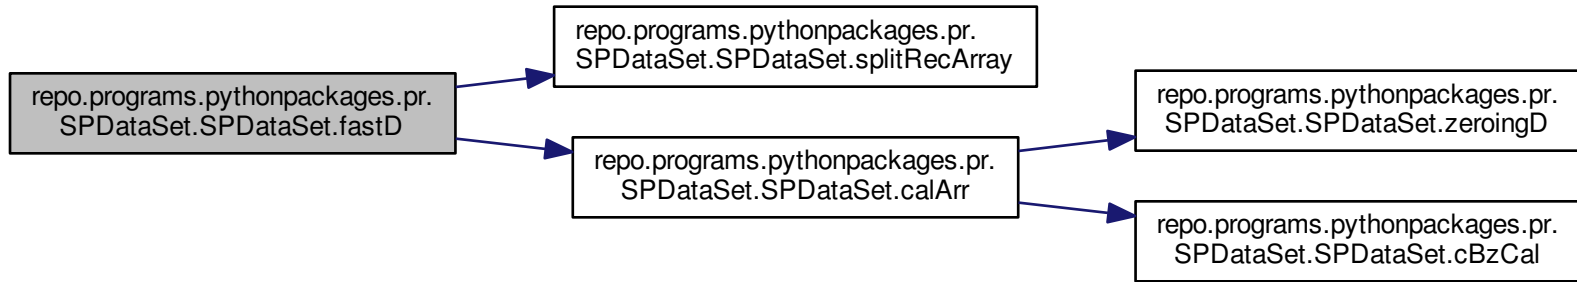 repo.programs.pythonpackages.pr.
SPDataSet.SPDataSet.fastD
repo.programs.pythonpackages.pr.
SPDataSet.SPDataSet.splitRecArray
repo.programs.pythonpackages.pr.
SPDataSet.SPDataSet.calArr
repo.programs.pythonpackages.pr.
SPDataSet.SPDataSet.zeroingD
repo.programs.pythonpackages.pr.
SPDataSet.SPDataSet.cBzCal